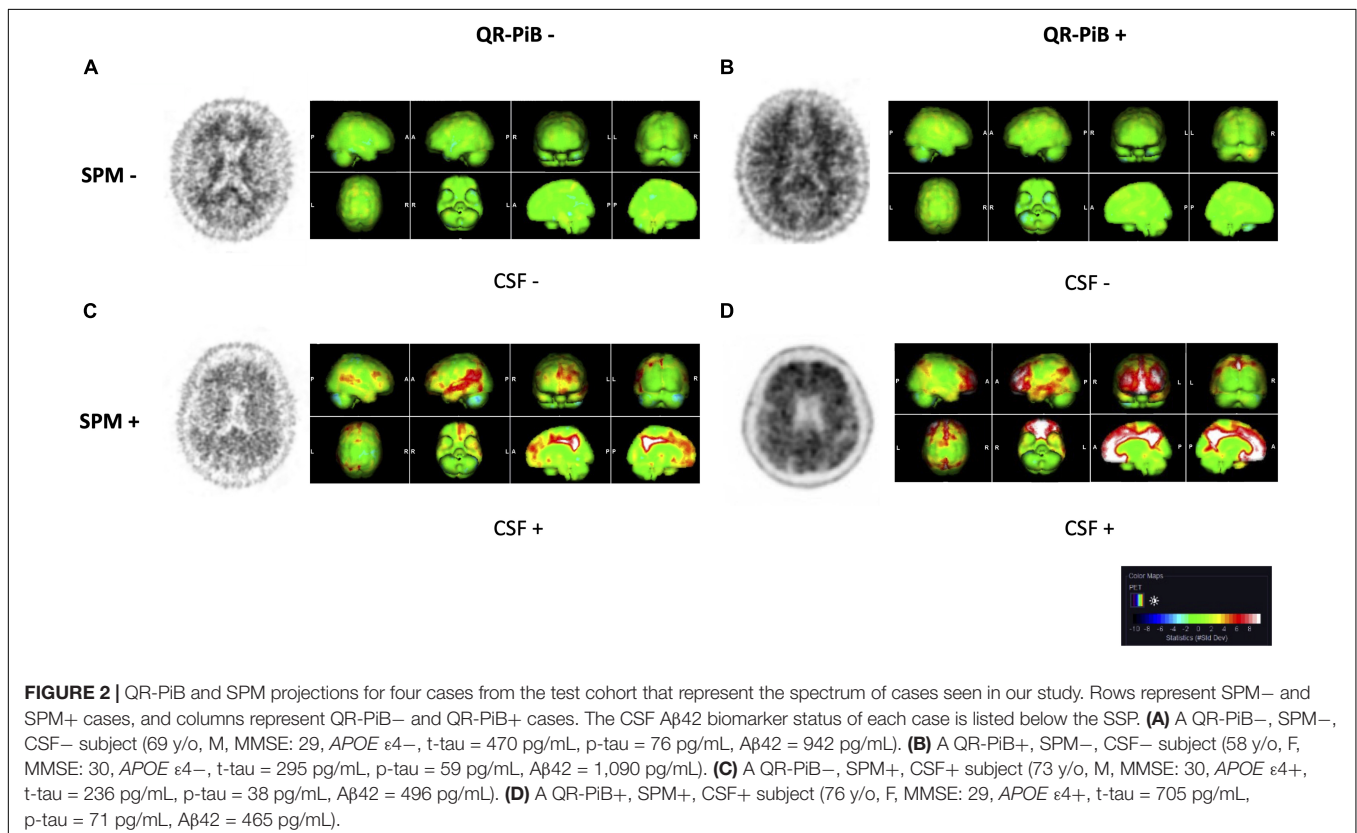 QR-PiB - QR-PiB +
A B
SPM -
P A A P R L L R
L R R L A P P A
P A A P R L L R
L R R L A P P A
CSF - CSF -
C D
SPM +
P A A P R L L R
L R R L A P P A
P A A P R L L R
L R R L A P P A
CSF + CSF +
Color Maps
PET
-10 -8 -6 -4 -2 0 2 4 6 8
Statistics (#Std Dev)
FIGURE 2 | QR-PiB and SPM projections for four cases from the test cohort that represent the spectrum of cases seen in our study. Rows represent SPM− and
SPM+ cases, and columns represent QR-PiB− and QR-PiB+ cases. The CSF Aβ42 biomarker status of each case is listed below the SSP. (A) A QR-PiB−, SPM−,
CSF− subject (69 y/o, M, MMSE: 29, APOE ε4−, t-tau = 470 pg/mL, p-tau = 76 pg/mL, Aβ42 = 942 pg/mL). (B) A QR-PiB+, SPM−, CSF− subject (58 y/o, F,
MMSE: 30, APOE ε4−, t-tau = 295 pg/mL, p-tau = 59 pg/mL, Aβ42 = 1,090 pg/mL). (C) A QR-PiB−, SPM+, CSF+ subject (73 y/o, M, MMSE: 30, APOE ε4+,
t-tau = 236 pg/mL, p-tau = 38 pg/mL, Aβ42 = 496 pg/mL). (D) A QR-PiB+, SPM+, CSF+ subject (76 y/o, F, MMSE: 29, APOE ε4+, t-tau = 705 pg/mL,
p-tau = 71 pg/mL, Aβ42 = 465 pg/mL).